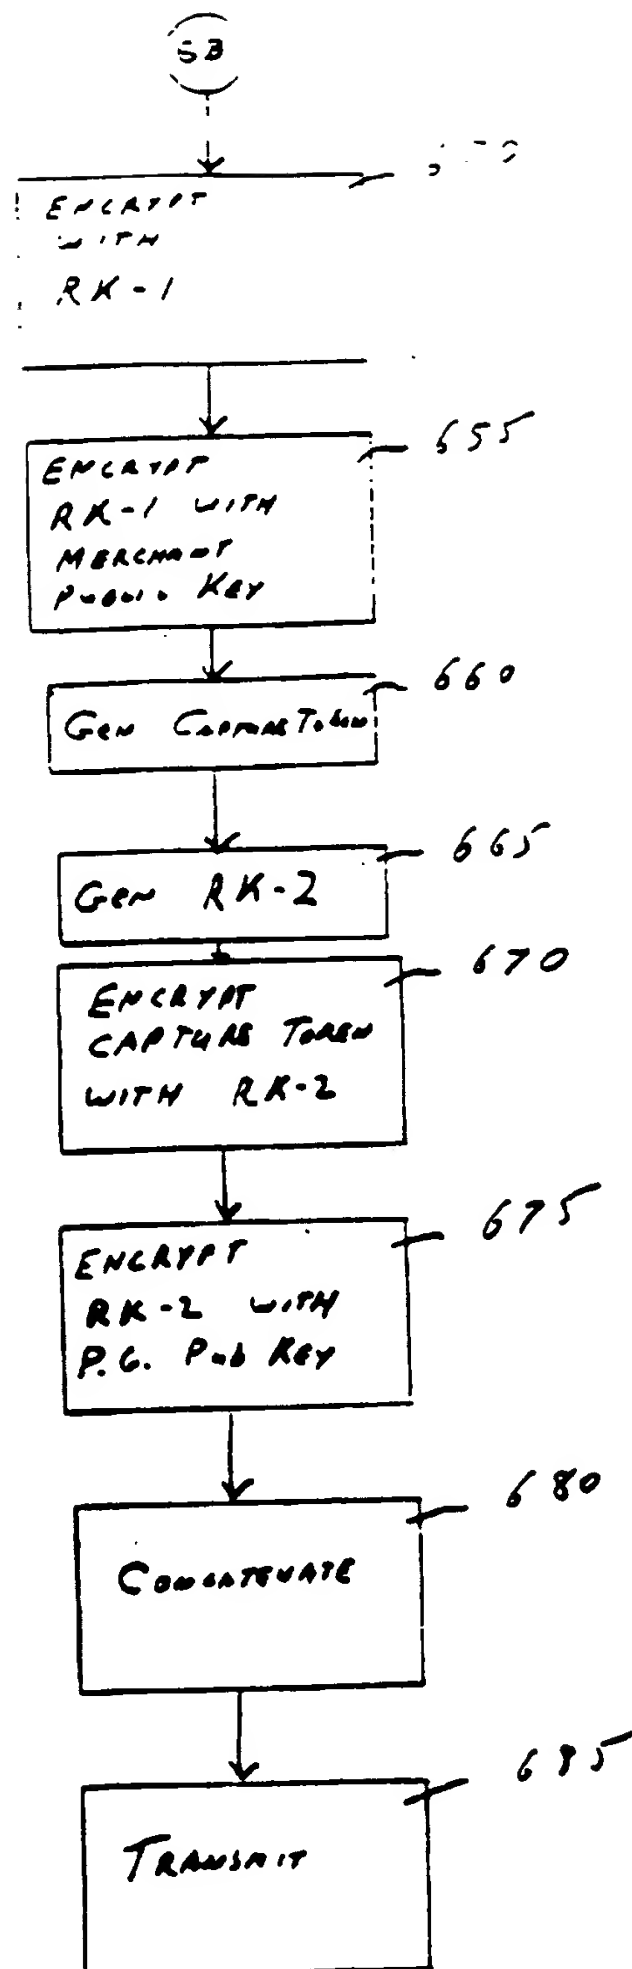 ENCRYPT
WITH
RK-1
655
ENCRYPT
RK-1 WITH
MERCHANT
PUBLIC KEY
660
Gen Capture Token
665
Gen RK-2
670
ENCRYPT
CAPTURE TOKEN
WITH RK-2
675
ENCRYPT
RK-2 WITH
P.G. Pub Key
680
CONCATENATE
685
TRANSMIT